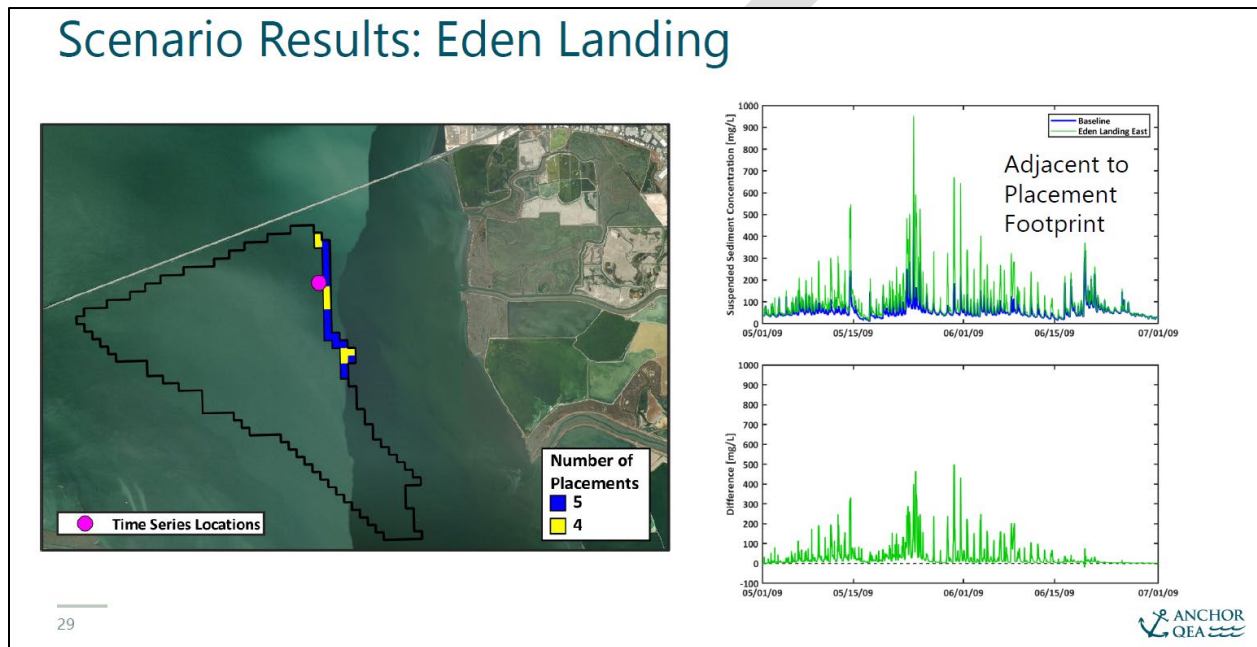 Scenario Results: Eden Landing
Time Series Locations
Number of
Placements
5
4
1000
900
800
700
600
500
400
300
200
100
0
Suspended Sediment Concentration [mg/L]
Baseline
Eden Landing East
Adjacent to
Placement
Footprint
05/01/09
05/15/09
06/01/09
06/15/09
07/01/09
1000
900
800
700
600
500
400
300
200
100
0
-100
Difference [mg/L]
05/01/09
05/15/09
06/01/09
06/15/09
07/01/09
29
ANCHOR
QEA